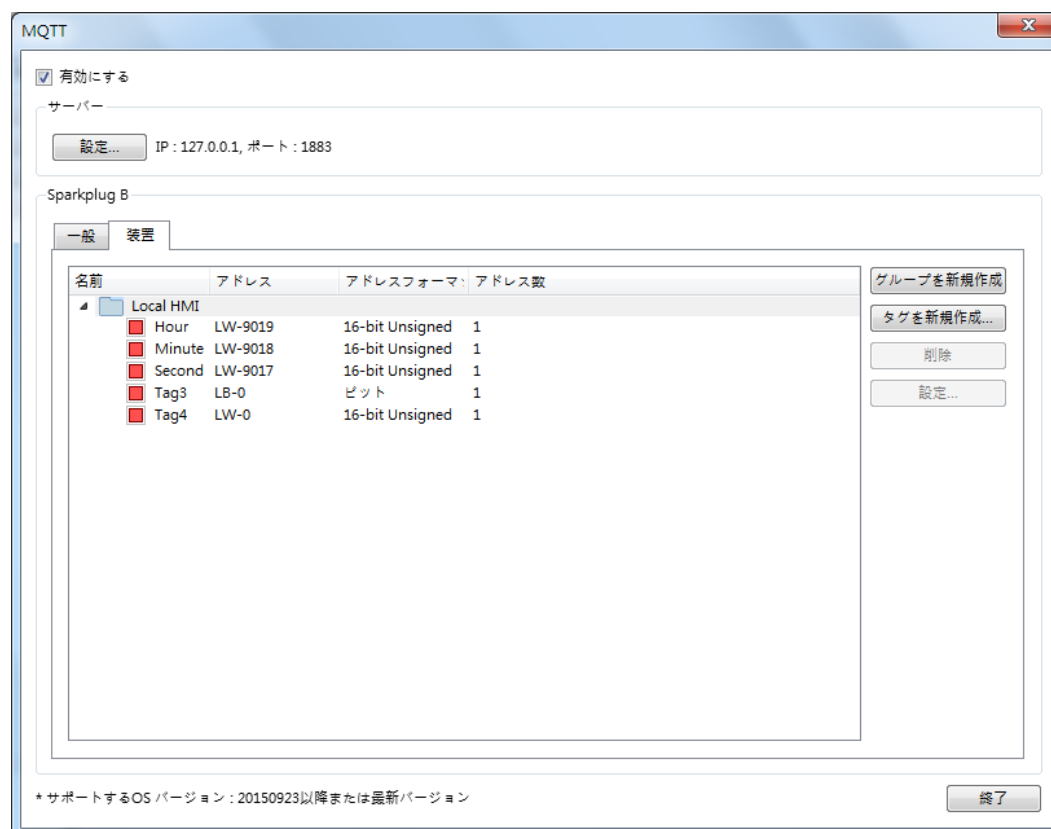 MQTT
有効にする
サーバー
設定... IP : 127.0.0.1, ポート : 1883
Sparkplug B
一般 装置
名前 アドレス アドレスフォーマッ アドレス数
Local HMI
Hour LW-9019 16-bit Unsigned 1
Minute LW-9018 16-bit Unsigned 1
Second LW-9017 16-bit Unsigned 1
Tag3 LB-0 ビット 1
Tag4 LW-0 16-bit Unsigned 1
グループを新規作成
タグを新規作成...
削除
設定...
* サポートするOS バージョン : 20150923以降または最新バージョン
終了